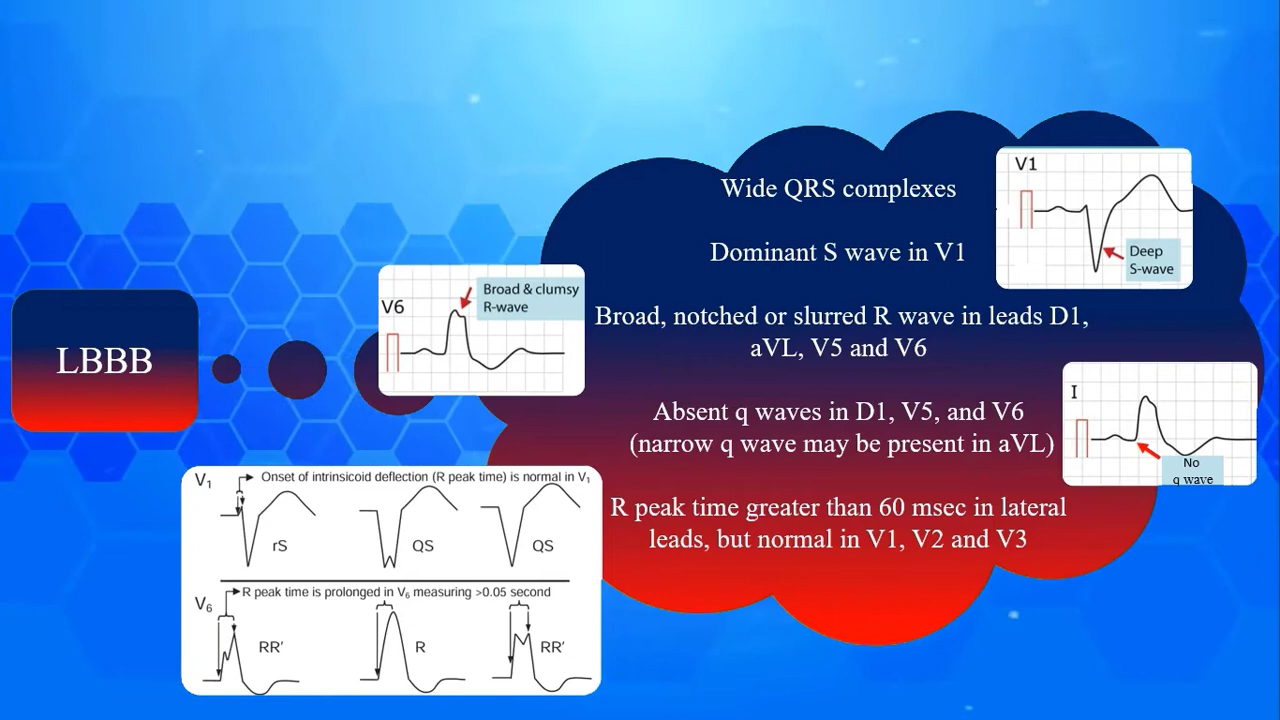 LBBB
Wide QRS complexes
Dominant S wave in V1
Broad, notched or slurred R wave in leads D1,
aVL, V5 and V6
Absent q waves in D1, V5, and V6
(narrow q wave may be present in aVL)
R peak time greater than 60 msec in lateral
leads, but normal in V1, V2 and V3
V1
Deep
S-wave
V6
Broad & clumsy
R-wave
I
No
q wave
V1
Onset of intrinsicoid deflection (R peak time) is normal in V1
rS
QS
QS
V6
R peak time is prolonged in V6 measuring >0.05 second
RR′
R
RR′